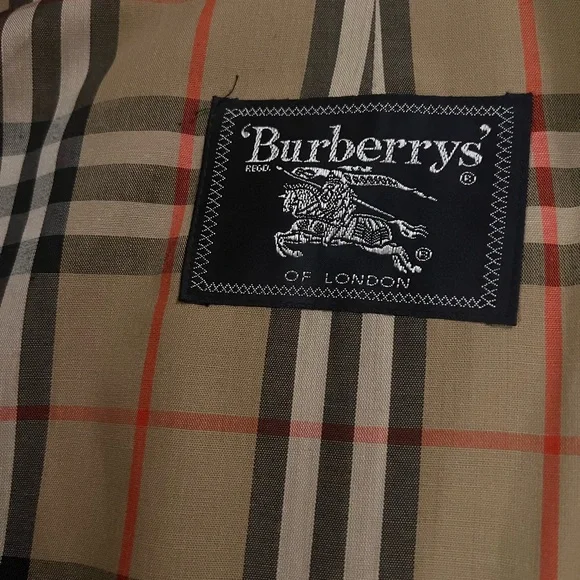 'Burberrys'
REGD. ®
®
OF LONDON